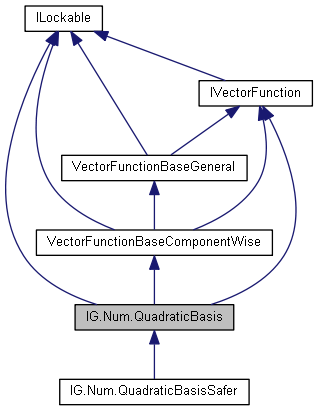 ILockable
IVectorFunction
VectorFunctionBaseGeneral
VectorFunctionBaseComponentWise
IG.Num.QuadraticBasis
IG.Num.QuadraticBasisSafer